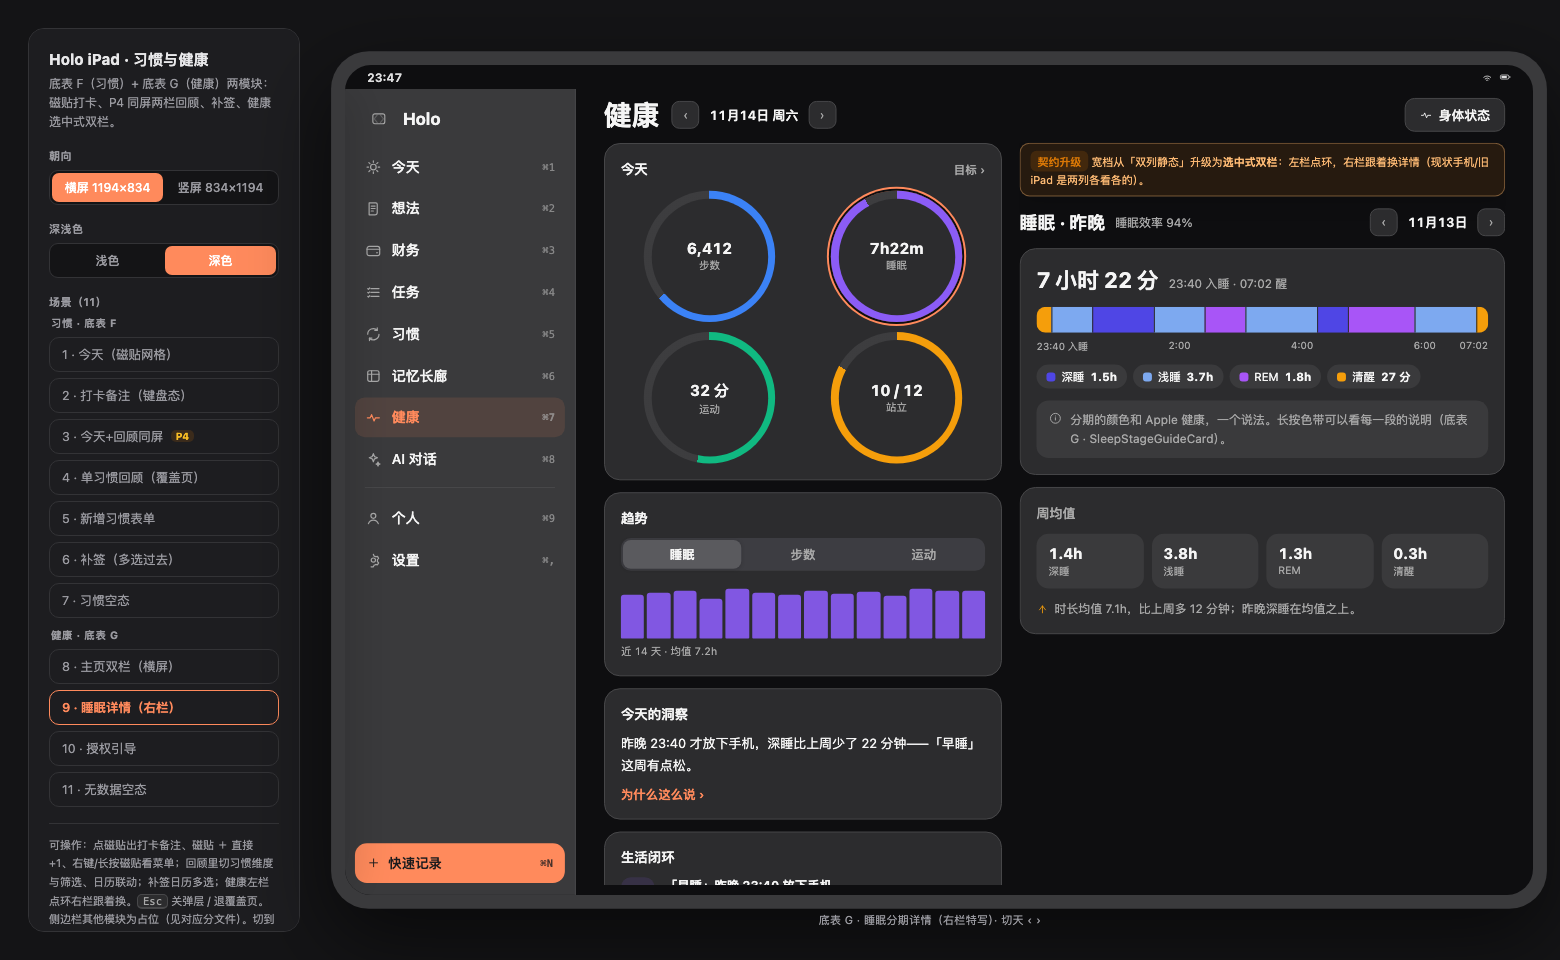 Holo iPad · 习惯与健康
底表 F（习惯）+ 底表 G（健康）两模块：
磁贴打卡、P4 同屏两栏回顾、补签、健康
选中式双栏。
朝向
横屏 1194×834
竖屏 834×1194
深浅色
浅色
深色
场景（11）
习惯 · 底表 F
1 · 今天（磁贴网格）
2 · 打卡备注（键盘态）
3 · 今天+回顾同屏 P4
4 · 单习惯回顾（覆盖页）
5 · 新增习惯表单
6 · 补签（多选过去）
7 · 习惯空态
健康 · 底表 G
8 · 主页双栏（横屏）
9 · 睡眠详情（右栏）
10 · 授权引导
11 · 无数据空态
可操作：点磁贴出打卡备注、磁贴 ＋ 直接
+1、右键/长按磁贴看菜单；回顾里切习惯维度
与筛选、日历联动；补签日历多选；健康左栏
点环右栏跟着换。Esc 关弹层 / 退覆盖页。
侧边栏其他模块为占位（见对应分文件）。切到
23:47
Holo
今天 ⌘1
想法 ⌘2
财务 ⌘3
任务 ⌘4
习惯 ⌘5
记忆长廊 ⌘6
健康 ⌘7
AI 对话 ⌘8
个人 ⌘9
设置 ⌘,
＋ 快速记录 ⌘N
健康 ‹ 11月14日 周六 ›
身体状态
今天 目标 ›
6,412
步数
7h22m
睡眠
32 分
运动
10 / 12
站立
趋势
睡眠 步数 运动
近 14 天 · 均值 7.2h
今天的洞察
昨晚 23:40 才放下手机，深睡比上周少了 22 分钟——「早睡」
这周有点松。
为什么这么说 ›
生活闭环
「早睡」昨晚 23:40 放下手机
契约升级 宽档从「双列静态」升级为选中式双栏：左栏点环，右栏跟着换详情（现状手机/旧
iPad 是两列各看各的）。
睡眠 · 昨晚 睡眠效率 94% ‹ 11月13日 ›
7 小时 22 分 23:40 入睡 · 07:02 醒
23:40 入睡 2:00 4:00 6:00 07:02
深睡 1.5h 浅睡 3.7h REM 1.8h 清醒 27 分
分期的颜色和 Apple 健康，一个说法。长按色带可以看每一段的说明（底表
G · SleepStageGuideCard）。
周均值
1.4h
深睡
3.8h
浅睡
1.3h
REM
0.3h
清醒
↑ 时长均值 7.1h，比上周多 12 分钟；昨晚深睡在均值之上。
底表 G · 睡眠分期详情（右栏特写）· 切天 ‹ ›